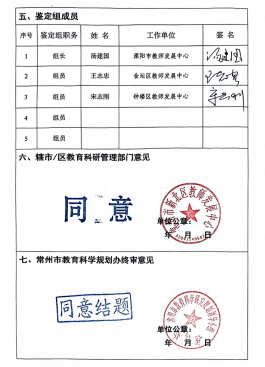 五、鉴定组成员
序号 鉴定组职务 姓名 工作单位 签名
1 组长 汤建国 溧阳市教师发展中心 汤建国
2 组员 王志忠 金坛区教师发展中心
3 组员 宋志刚 钟楼区教师发展中心 宋志刚
4 组员
5 组员
六、辖市/区教育科研管理部门意见
同意
单位公章：
年 月 日
七、常州市教育科学规划办终审意见
同意结题
单位公章：
年 月 日